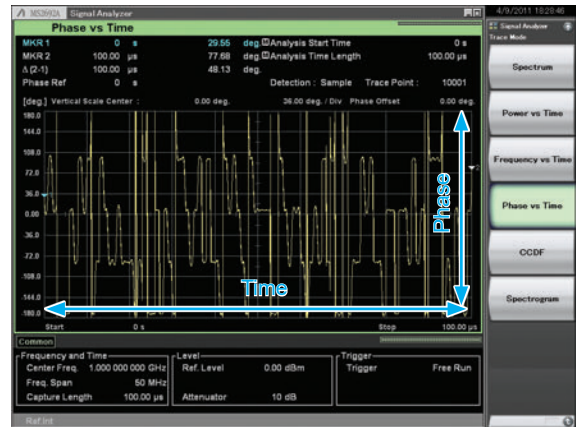 MS2692A Signal Analyzer
4/9/2011 18:28:46
Phase vs Time
MKR 1 0 s 29.55 deg. Analysis Start Time 0 s
MKR 2 100.00 µs 77.68 deg. Analysis Time Length 100.00 µs
Δ (2-1) 100.00 µs 48.13 deg.
Phase Ref 0 s Detection : Sample Trace Point : 10001
[deg.] Vertical Scale Center : 0.00 deg. 36.00 deg. / Div Phase Offset 0.00 deg.
180.0
144.0
108.0
72.0
36.0
0.00
-36.0
-72.0
-108.0
-144.0
-180.0
2
Phase
Time
Start 0 s Stop 100.00 µs
Common
Frequency and Time
Center Freq. 1.000 000 000 GHz
Freq. Span 50 MHz
Capture Length 100.00 µs
Level
Ref. Level 0.00 dBm
Attenuator 10 dB
Trigger
Trigger Free Run
Ref.Int
Signal Analyzer
Trace Mode
Spectrum
Power vs Time
Frequency vs Time
Phase vs Time
CCDF
Spectrogram